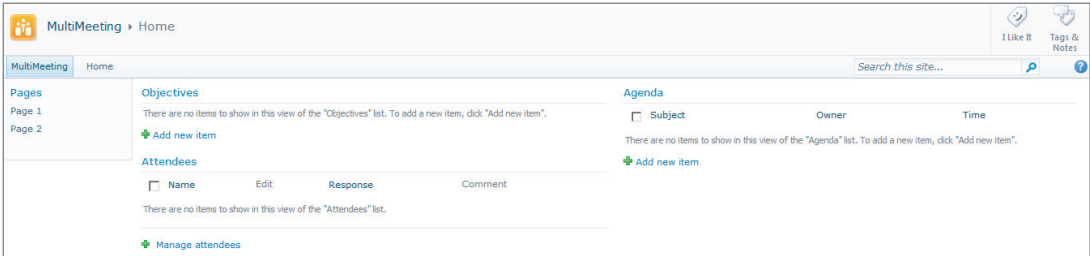 MultiMeeting ▸ Home
I Like It
Tags &
Notes
MultiMeeting Home
Search this site...
Pages
Page 1
Page 2
Objectives
There are no items to show in this view of the "Objectives" list. To add a new item, click "Add new item".
Add new item
Attendees
Name Edit Response Comment
There are no items to show in this view of the "Attendees" list.
Manage attendees
Agenda
Subject Owner Time
There are no items to show in this view of the "Agenda" list. To add a new item, click "Add new item".
Add new item